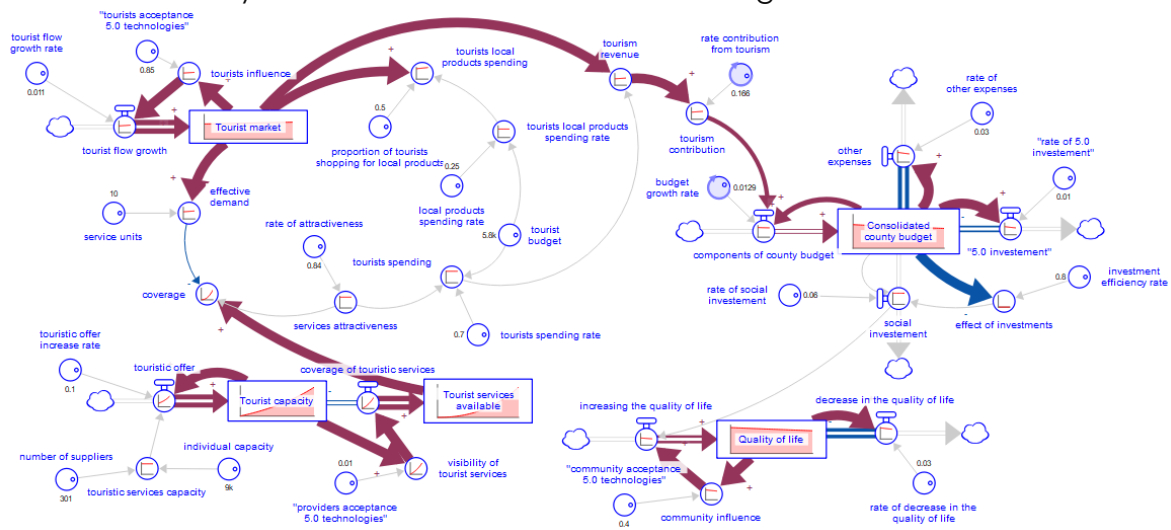 tourist flow
growth rate
0.011
"tourists acceptance
5.0 technologies"
0.85
tourists influence
tourist flow growth
Tourist market
+
+
+
tourists local
products spending
+
0.5
proportion of tourists
shopping for local products
tourists local products
spending rate
0.25
local products
spending rate
5.8k
tourist
budget
tourism
revenue
+
rate contribution
from tourism
0.166
+
tourism
contribution
budget
growth rate
0.0129
+
+
components of county budget
+
Consolidated
county budget
rate of
other expenses
0.03
other
expenses
+
-
+
"rate of 5.0
investement"
0.01
"5.0 investement"
investment
efficiency rate
0.8
effect of investments
rate of social
investement
0.06
social
investement
effective
demand
10
service units
-
coverage
+
rate of attractiveness
0.84
services attractiveness
tourists spending
0.7
tourists spending rate
touristic offer
increase rate
0.1
touristic offer
+
+
Tourist capacity
-
coverage of touristic services
+
+
Tourist services
available
+
visibility of
tourist services
0.01
+
"providers acceptance
5.0 technologies"
number of suppliers
301
individual capacity
9k
touristic services capacity
increasing the quality of life
+
+
Quality of life
decrease in the quality of life
+
-
"community acceptance
5.0 technologies"
0.4
+
community influence
0.03
rate of decrease in the
quality of life